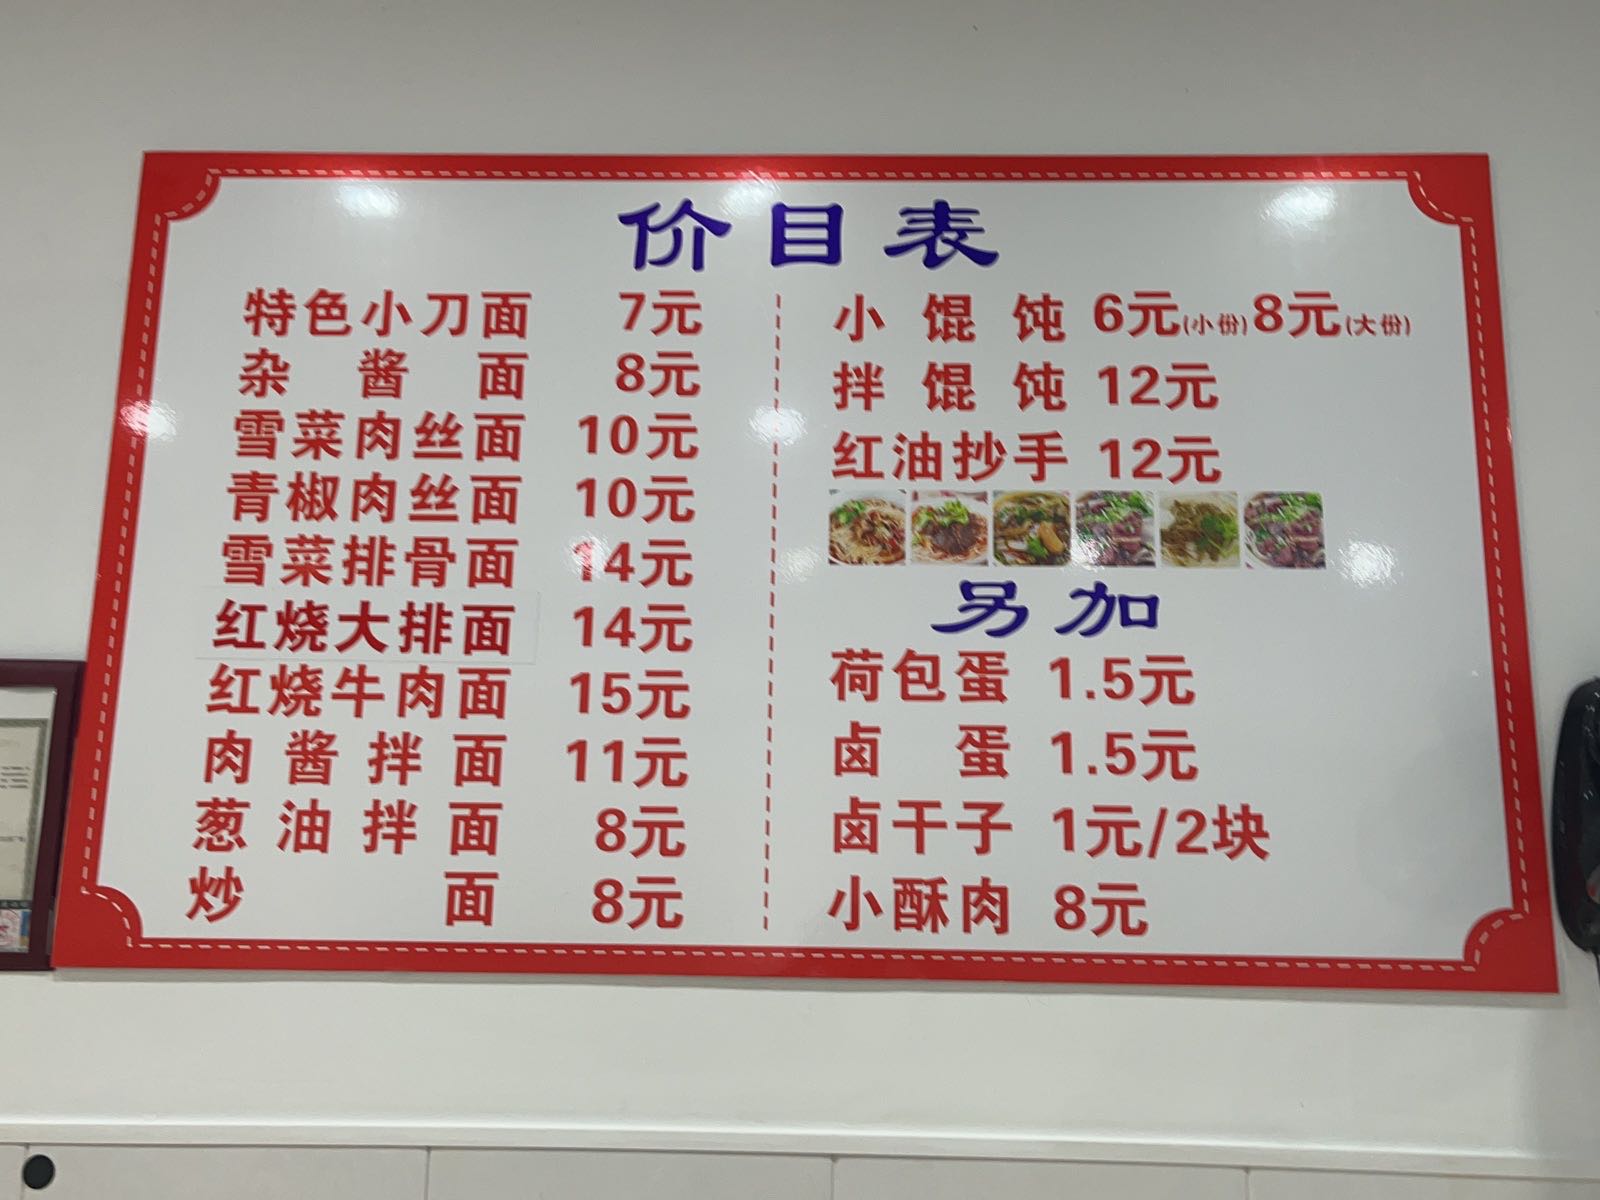 价目表
特色小刀面 7元
杂酱面 8元
雪菜肉丝面 10元
青椒肉丝面 10元
雪菜排骨面 14元
红烧大排面 14元
红烧牛肉面 15元
肉酱拌面 11元
葱油拌面 8元
炒面 8元
小馄饨 6元(小份) 8元(大份)
拌馄饨 12元
红油抄手 12元
另加
荷包蛋 1.5元
卤蛋 1.5元
卤干子 1元/2块
小酥肉 8元